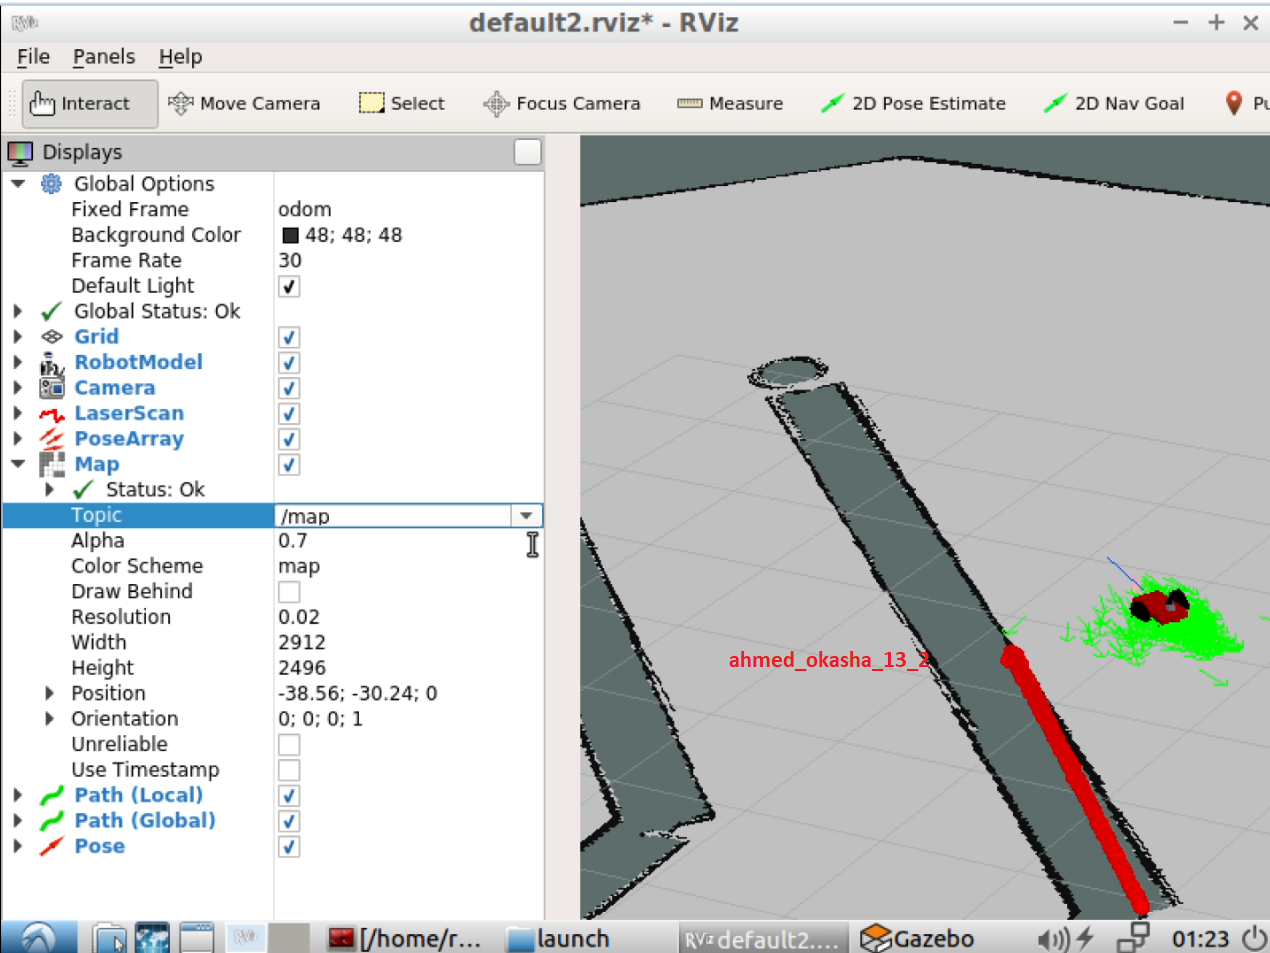 RViz
default2.rviz* - RViz
File Panels Help
Interact Move Camera Select Focus Camera Measure 2D Pose Estimate 2D Nav Goal Pu
Displays
Global Options
Fixed Frame odom
Background Color 48; 48; 48
Frame Rate 30
Default Light
Global Status: Ok
Grid
RobotModel
Camera
LaserScan
PoseArray
Map
Status: Ok
Topic /map
Alpha 0.7
Color Scheme map
Draw Behind
Resolution 0.02
Width 2912
Height 2496
Position -38.56; -30.24; 0
Orientation 0; 0; 0; 1
Unreliable
Use Timestamp
Path (Local)
Path (Global)
Pose
ahmed_okasha_13_2
RViz [/home/r... launch RViz default2.... Gazebo 01:23